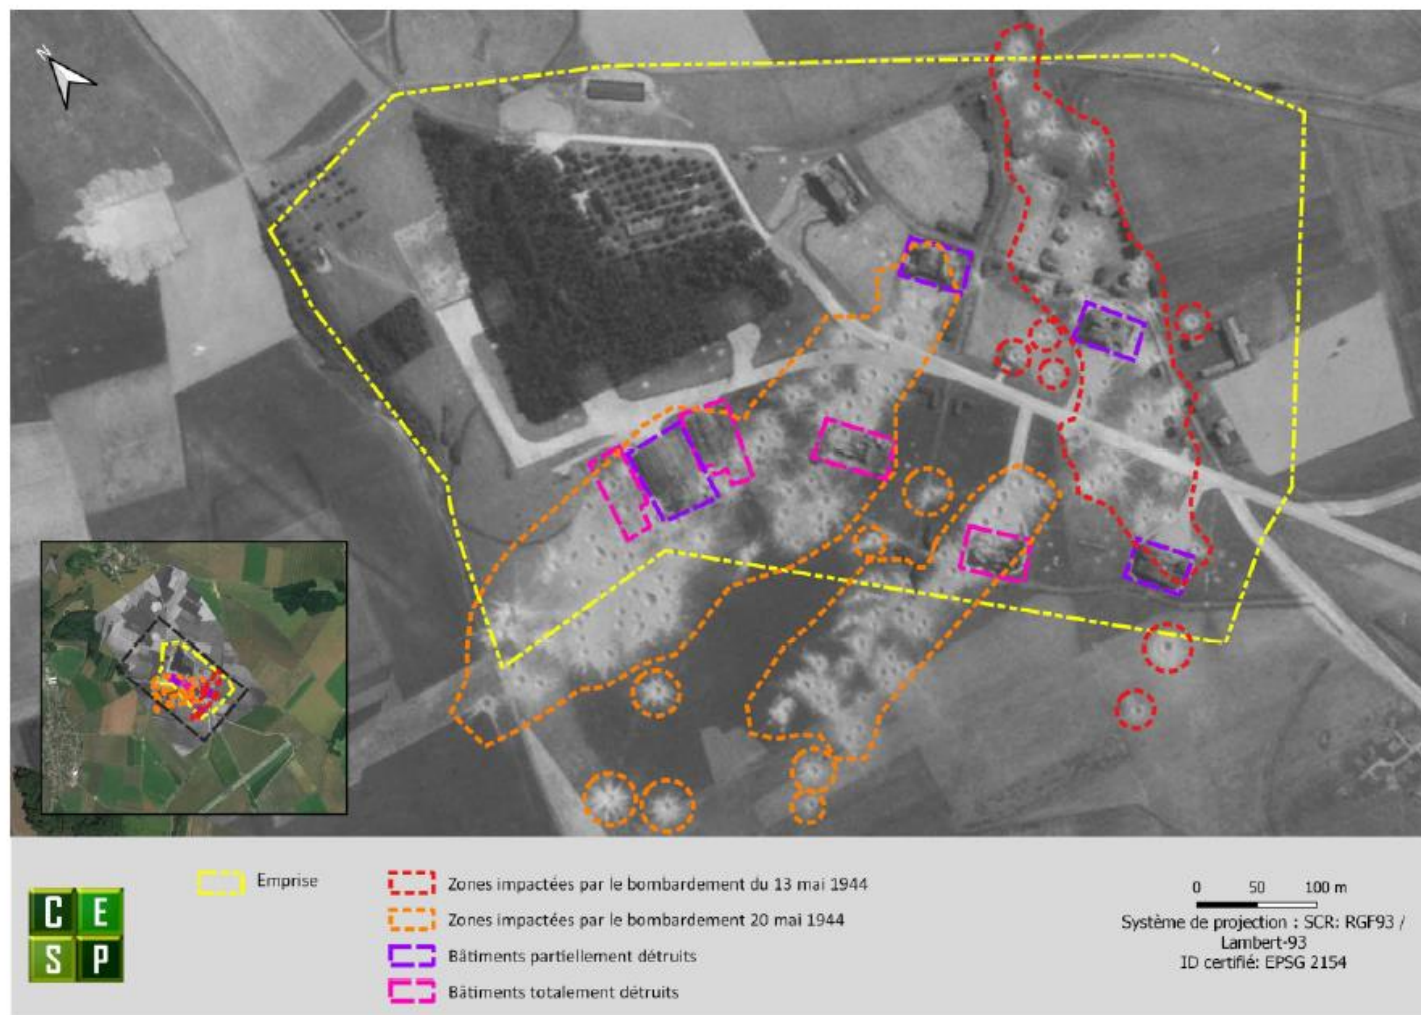 N
Emprise
Zones impactées par le bombardement du 13 mai 1944
Zones impactées par le bombardement 20 mai 1944
Bâtiments partiellement détruits
Bâtiments totalement détruits
C E
S P
0 50 100 m
Système de projection : SCR: RGF93 /
Lambert-93
ID certifié: EPSG 2154